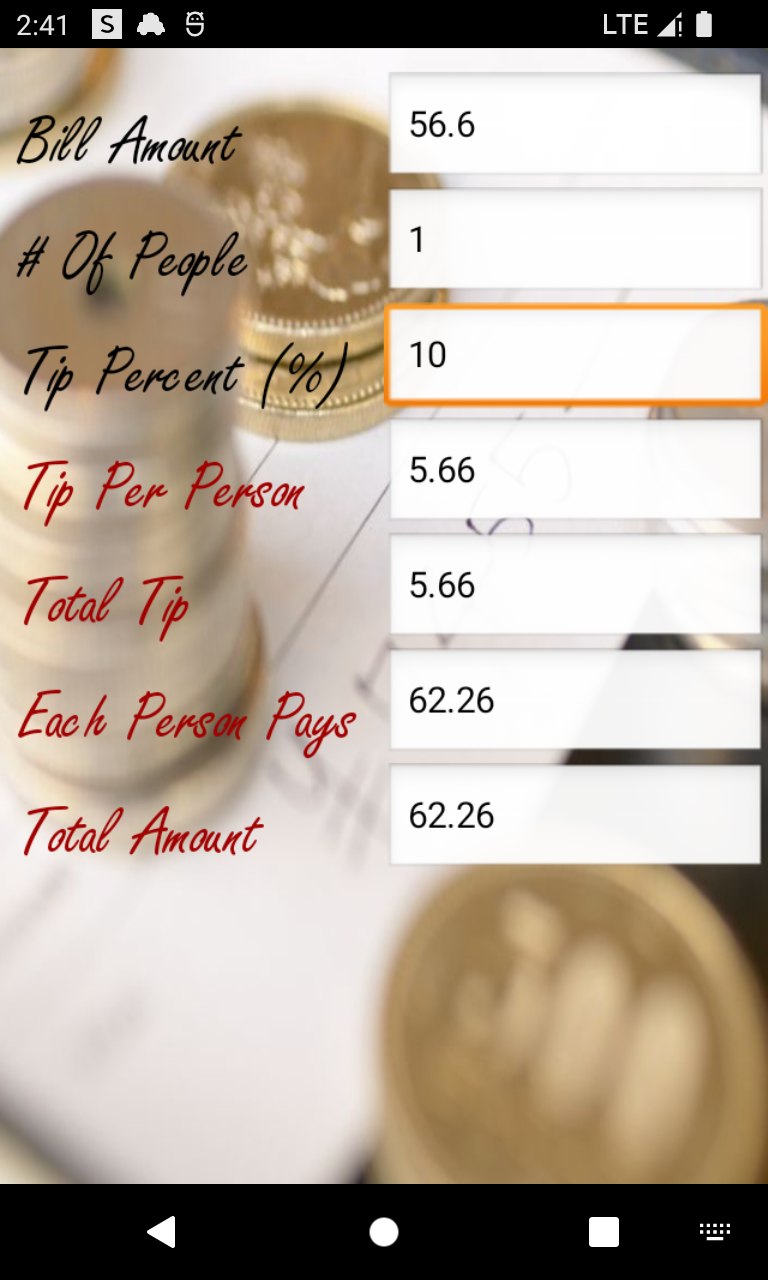 2:41 S LTE
Bill Amount 56.6
# Of People 1
Tip Percent (%) 10
Tip Per Person 5.66
Total Tip 5.66
Each Person Pays 62.26
Total Amount 62.26